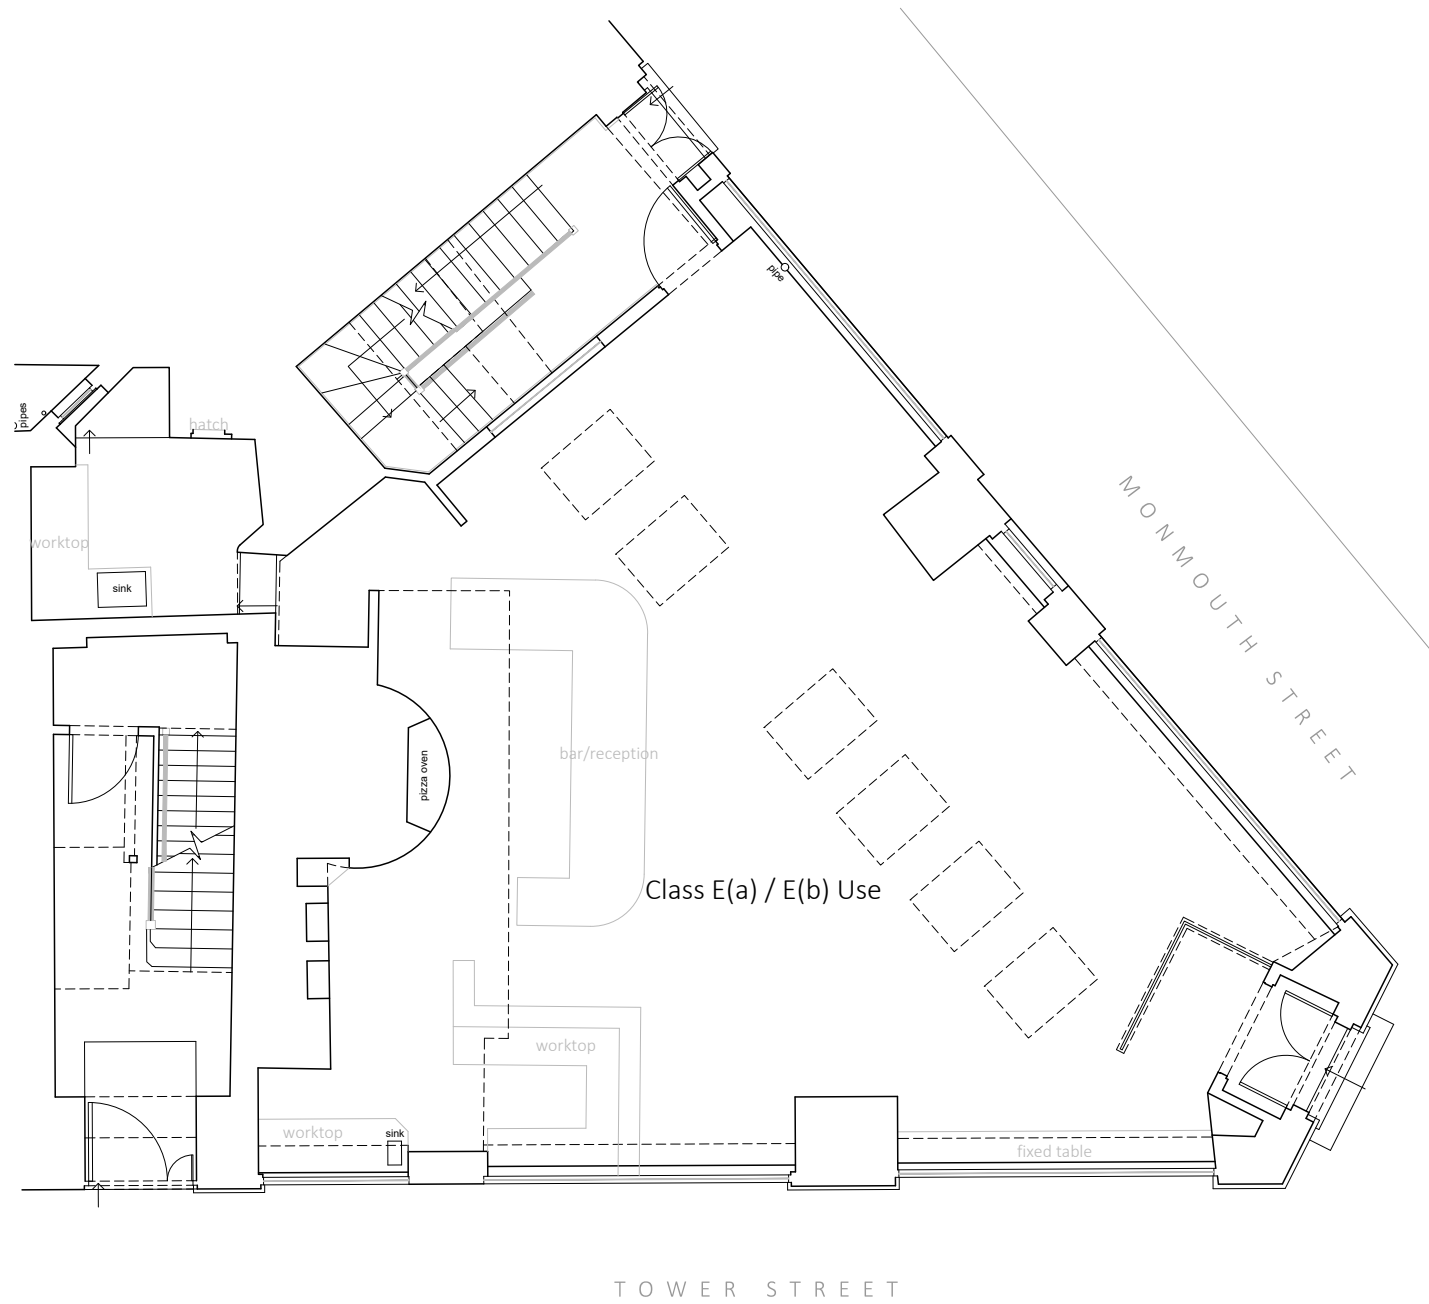 pipe
pipes
hatch
MONMOUTH STREET
worktop
sink
bar/reception
pizza oven
Class E(a) / E(b) Use
worktop
worktop
sink
fixed table
TOWER STREET